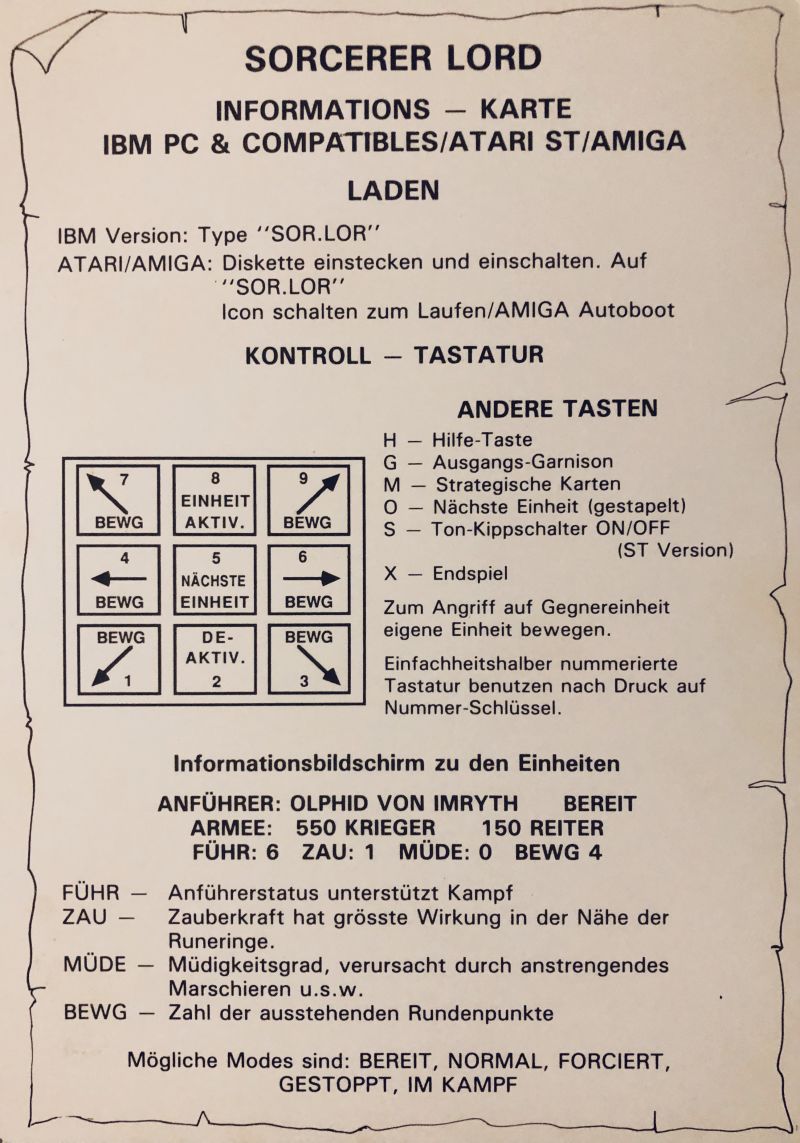 SORCERER LORD
INFORMATIONS — KARTE
IBM PC & COMPATIBLES/ATARI ST/AMIGA
LADEN
IBM Version: Type ''SOR.LOR''
ATARI/AMIGA: Diskette einstecken und einschalten. Auf
''SOR.LOR''
Icon schalten zum Laufen/AMIGA Autoboot
KONTROLL — TASTATUR
7
BEWG
8
EINHEIT
AKTIV.
9
BEWG
4
BEWG
5
NÄCHSTE
EINHEIT
6
BEWG
BEWG
1
DE-
AKTIV.
2
BEWG
3
ANDERE TASTEN
H — Hilfe-Taste
G — Ausgangs-Garnison
M — Strategische Karten
O — Nächste Einheit (gestapelt)
S — Ton-Kippschalter ON/OFF
(ST Version)
X — Endspiel
Zum Angriff auf Gegnereinheit
eigene Einheit bewegen.
Einfachheitshalber nummerierte
Tastatur benutzen nach Druck auf
Nummer-Schlüssel.
Informationsbildschirm zu den Einheiten
ANFÜHRER: OLPHID VON IMRYTH BEREIT
ARMEE: 550 KRIEGER 150 REITER
FÜHR: 6 ZAU: 1 MÜDE: 0 BEWG 4
FÜHR — Anführerstatus unterstützt Kampf
ZAU — Zauberkraft hat grösste Wirkung in der Nähe der
Runeringe.
MÜDE — Müdigkeitsgrad, verursacht durch anstrengendes
Marschieren u.s.w.
BEWG — Zahl der ausstehenden Rundenpunkte
Mögliche Modes sind: BEREIT, NORMAL, FORCIERT,
GESTOPPT, IM KAMPF